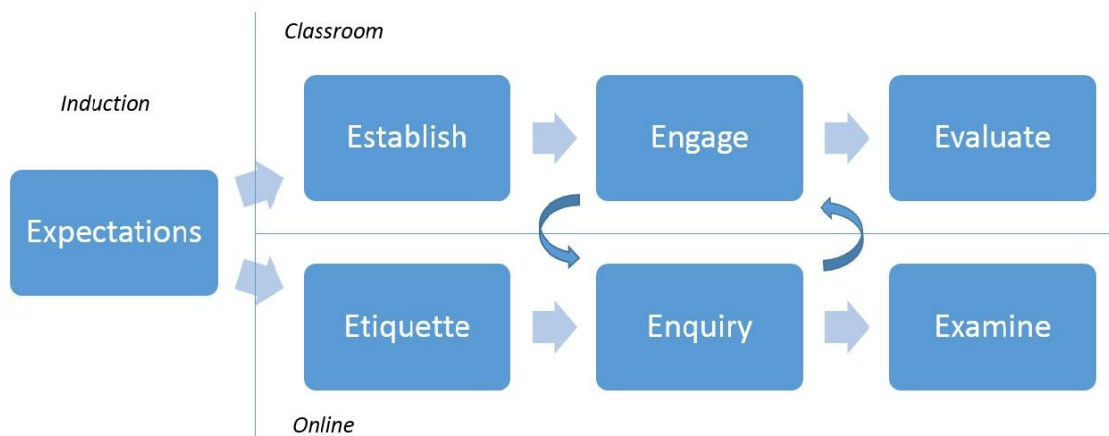 Classroom
Induction
Establish
Engage
Evaluate
Expectations
Etiquette
Enquiry
Examine
Online